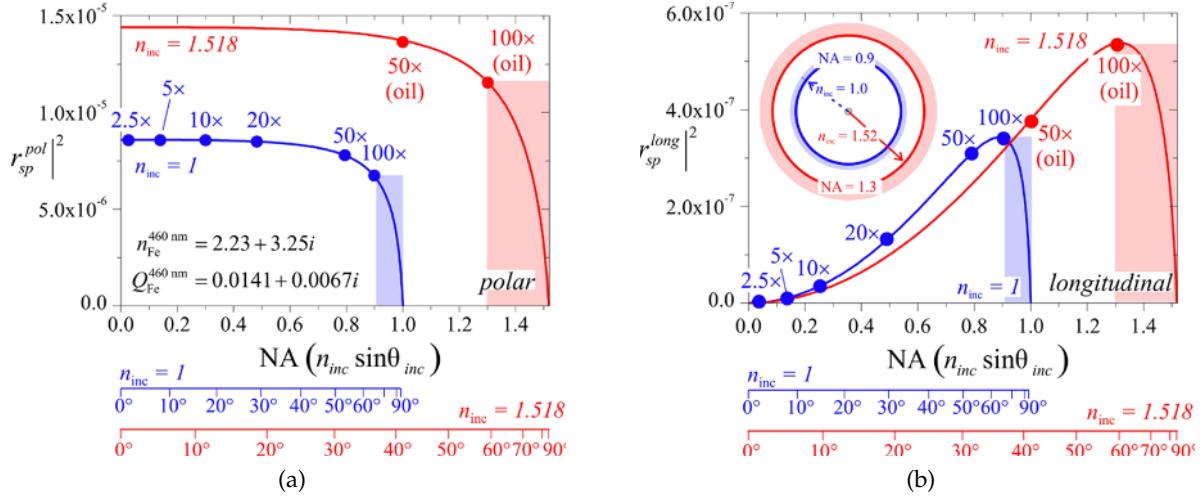 1.5x10⁻⁵
1.0x10⁻⁵
5.0x10⁻⁶
0.0
r_sp^pol|²
n_inc = 1.518
100×
(oil)
50×
(oil)
5×
2.5× 10× 20×
50×
100×
n_inc = 1
n_Fe^460 nm = 2.23 + 3.25i
Q_Fe^460 nm = 0.0141 + 0.0067i
polar
0.0 0.2 0.4 0.6 0.8 1.0 1.2 1.4
NA (n_inc sinθ_inc)
n_inc = 1
0° 10° 20° 30° 40° 50° 60° 90°
n_inc = 1.518
0° 10° 20° 30° 40° 50° 60° 70° 90°
(a)
6.0x10⁻⁷
4.0x10⁻⁷
2.0x10⁻⁷
0.0
r_sp^long|²
n_inc = 1.518
100×
(oil)
NA = 0.9
n_inc = 1.0
n_inc = 1.52
NA = 1.3
100×
50×
50×
(oil)
20×
5×
2.5× 10×
n_inc = 1
longitudinal
0.0 0.2 0.4 0.6 0.8 1.0 1.2 1.4
NA (n_inc sinθ_inc)
n_inc = 1
0° 10° 20° 30° 40° 50° 60° 90°
n_inc = 1.518
0° 10° 20° 30° 40° 50° 60° 70° 90°
(b)